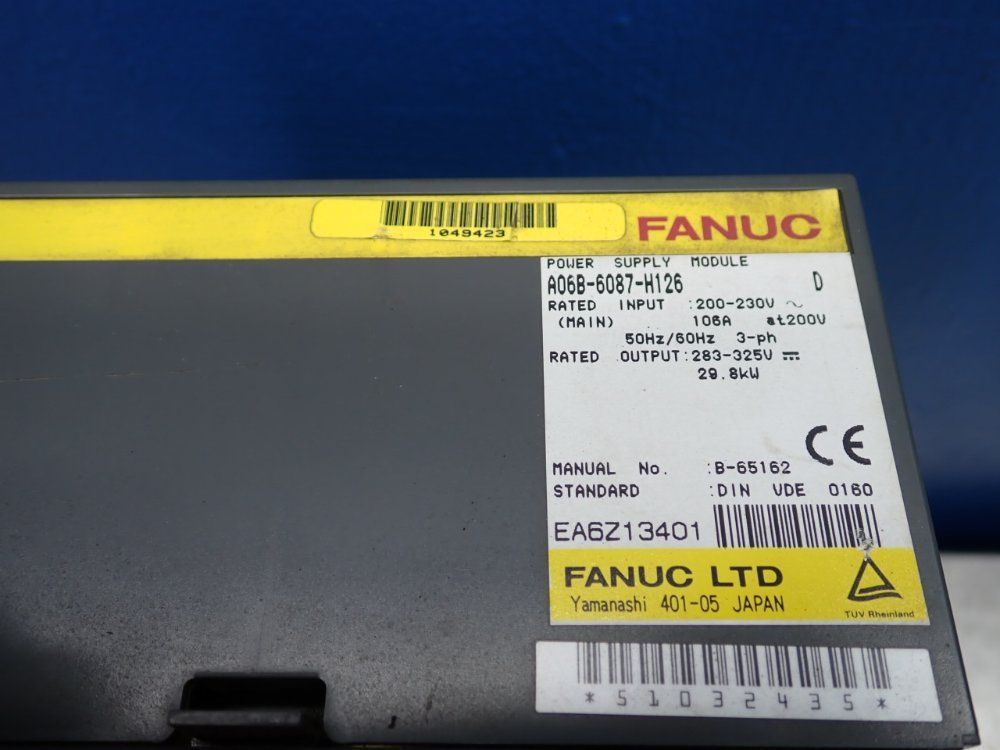 1049423
FANUC
POWER SUPPLY MODULE
A06B-6087-H126 D
RATED INPUT :200-230V ~
(MAIN) 106A at200V
50Hz/60Hz 3-ph
RATED OUTPUT:283-325V ⎓
29.8kW
CE
MANUAL No. :B-65162
STANDARD :DIN VDE 0160
EA6Z13401
FANUC LTD
Yamanashi 401-05 JAPAN
TÜV Rheinland
*51032435*